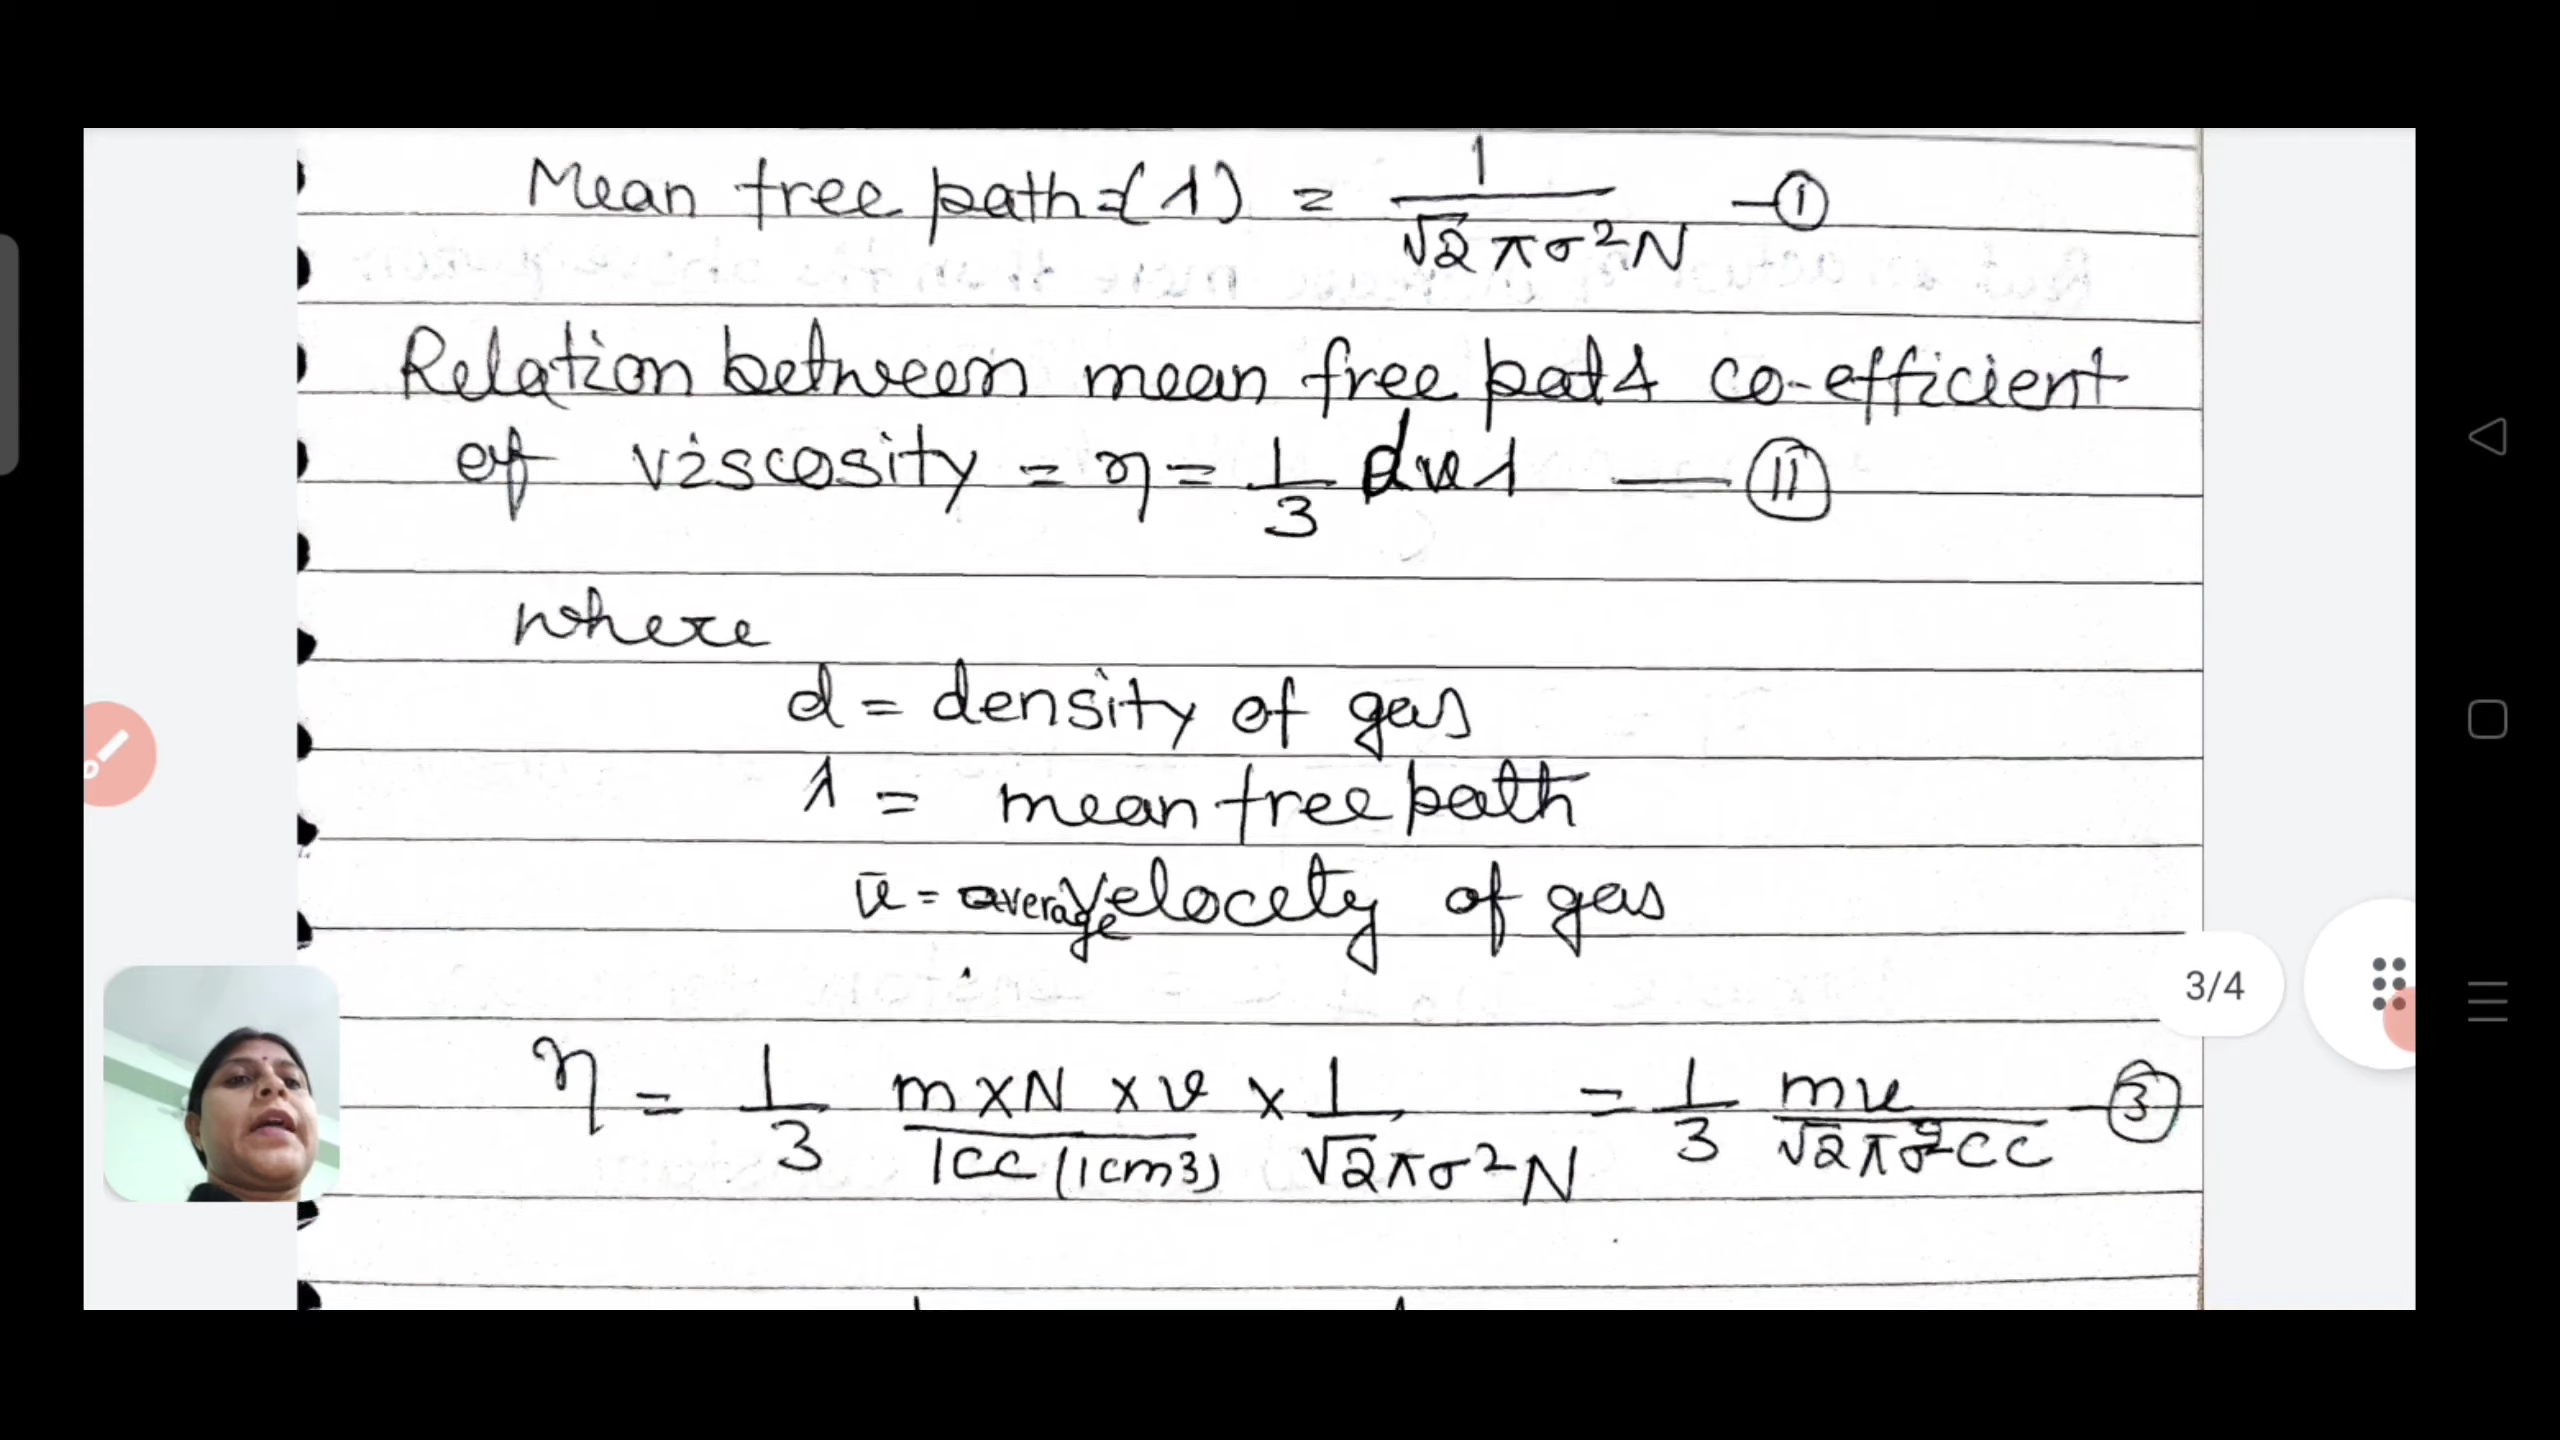 Mean free path=(λ) = 1/√2πσ²N -①
Relation between mean free pat & co-efficient
of viscosity = η = 1/3 dvλ — ⑪
where
d = density of gas
λ = mean free path
v̄ = average velocety of gas
η = 1/3 m×N×v/1cc(1cm3) × 1/√2πσ²N = 1/3 mv/√2πσ²cc -③
3/4